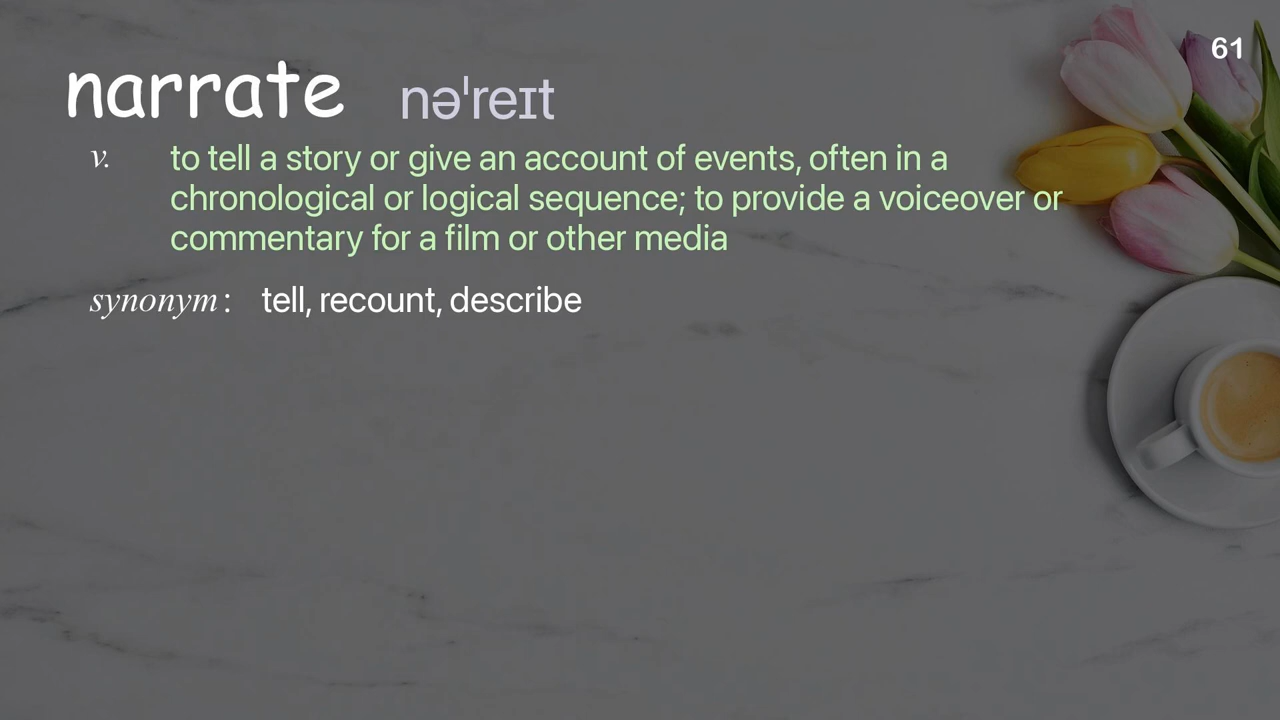 61
narrate nəˈreɪt
v. to tell a story or give an account of events, often in a
chronological or logical sequence; to provide a voiceover or
commentary for a film or other media
synonym: tell, recount, describe